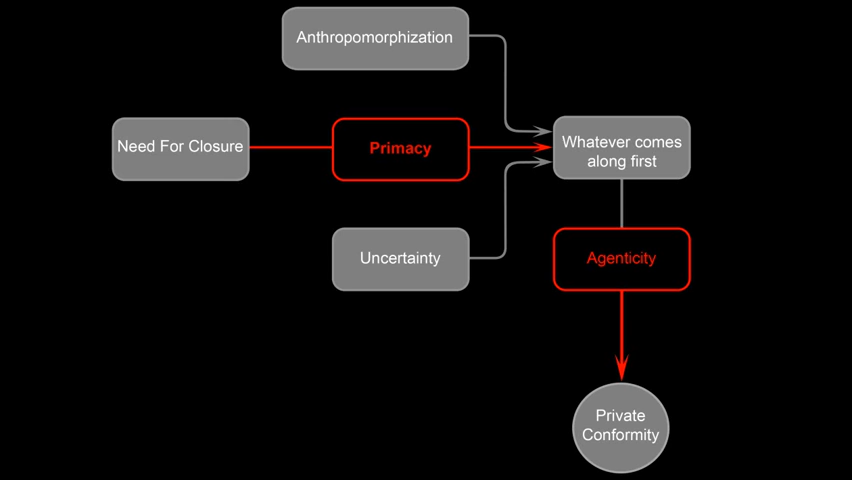 Anthropomorphization
Need For Closure
Primacy
Whatever comes
along first
Uncertainty
Agenticity
Private
Conformity